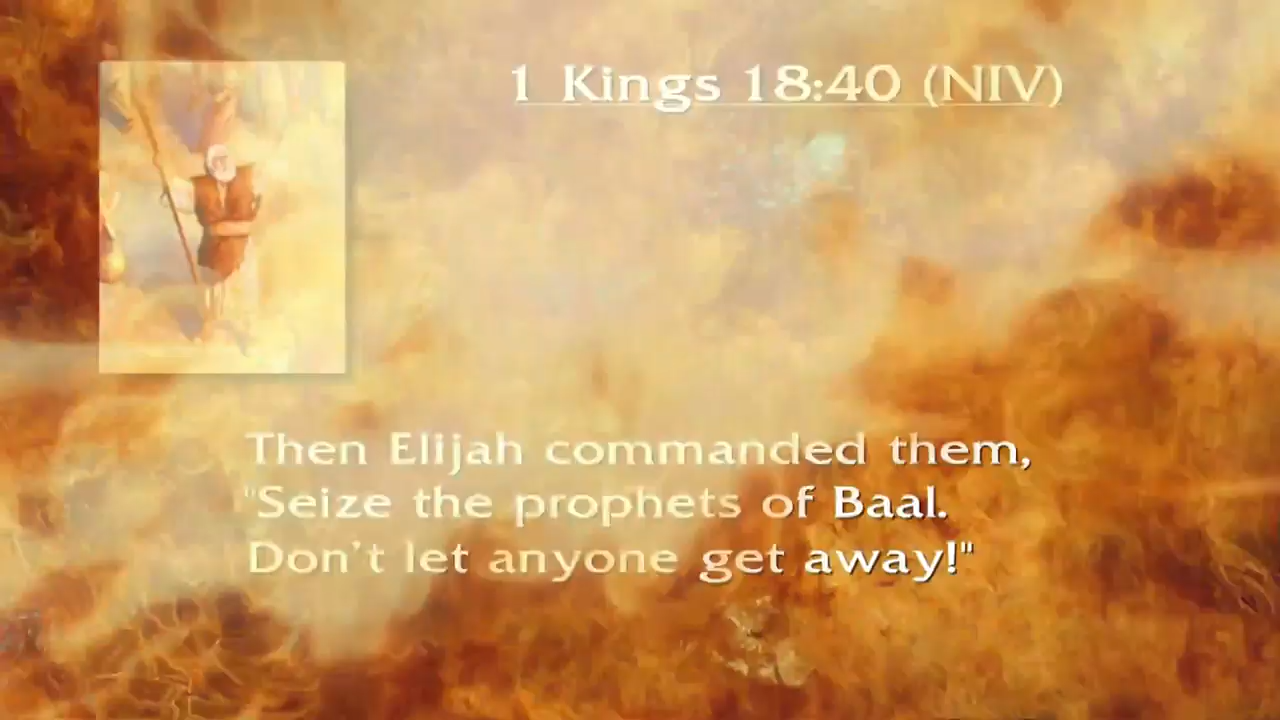 1 Kings 18:40 (NIV)
Then Elijah commanded them,
"Seize the prophets of Baal.
Don't let anyone get away!"